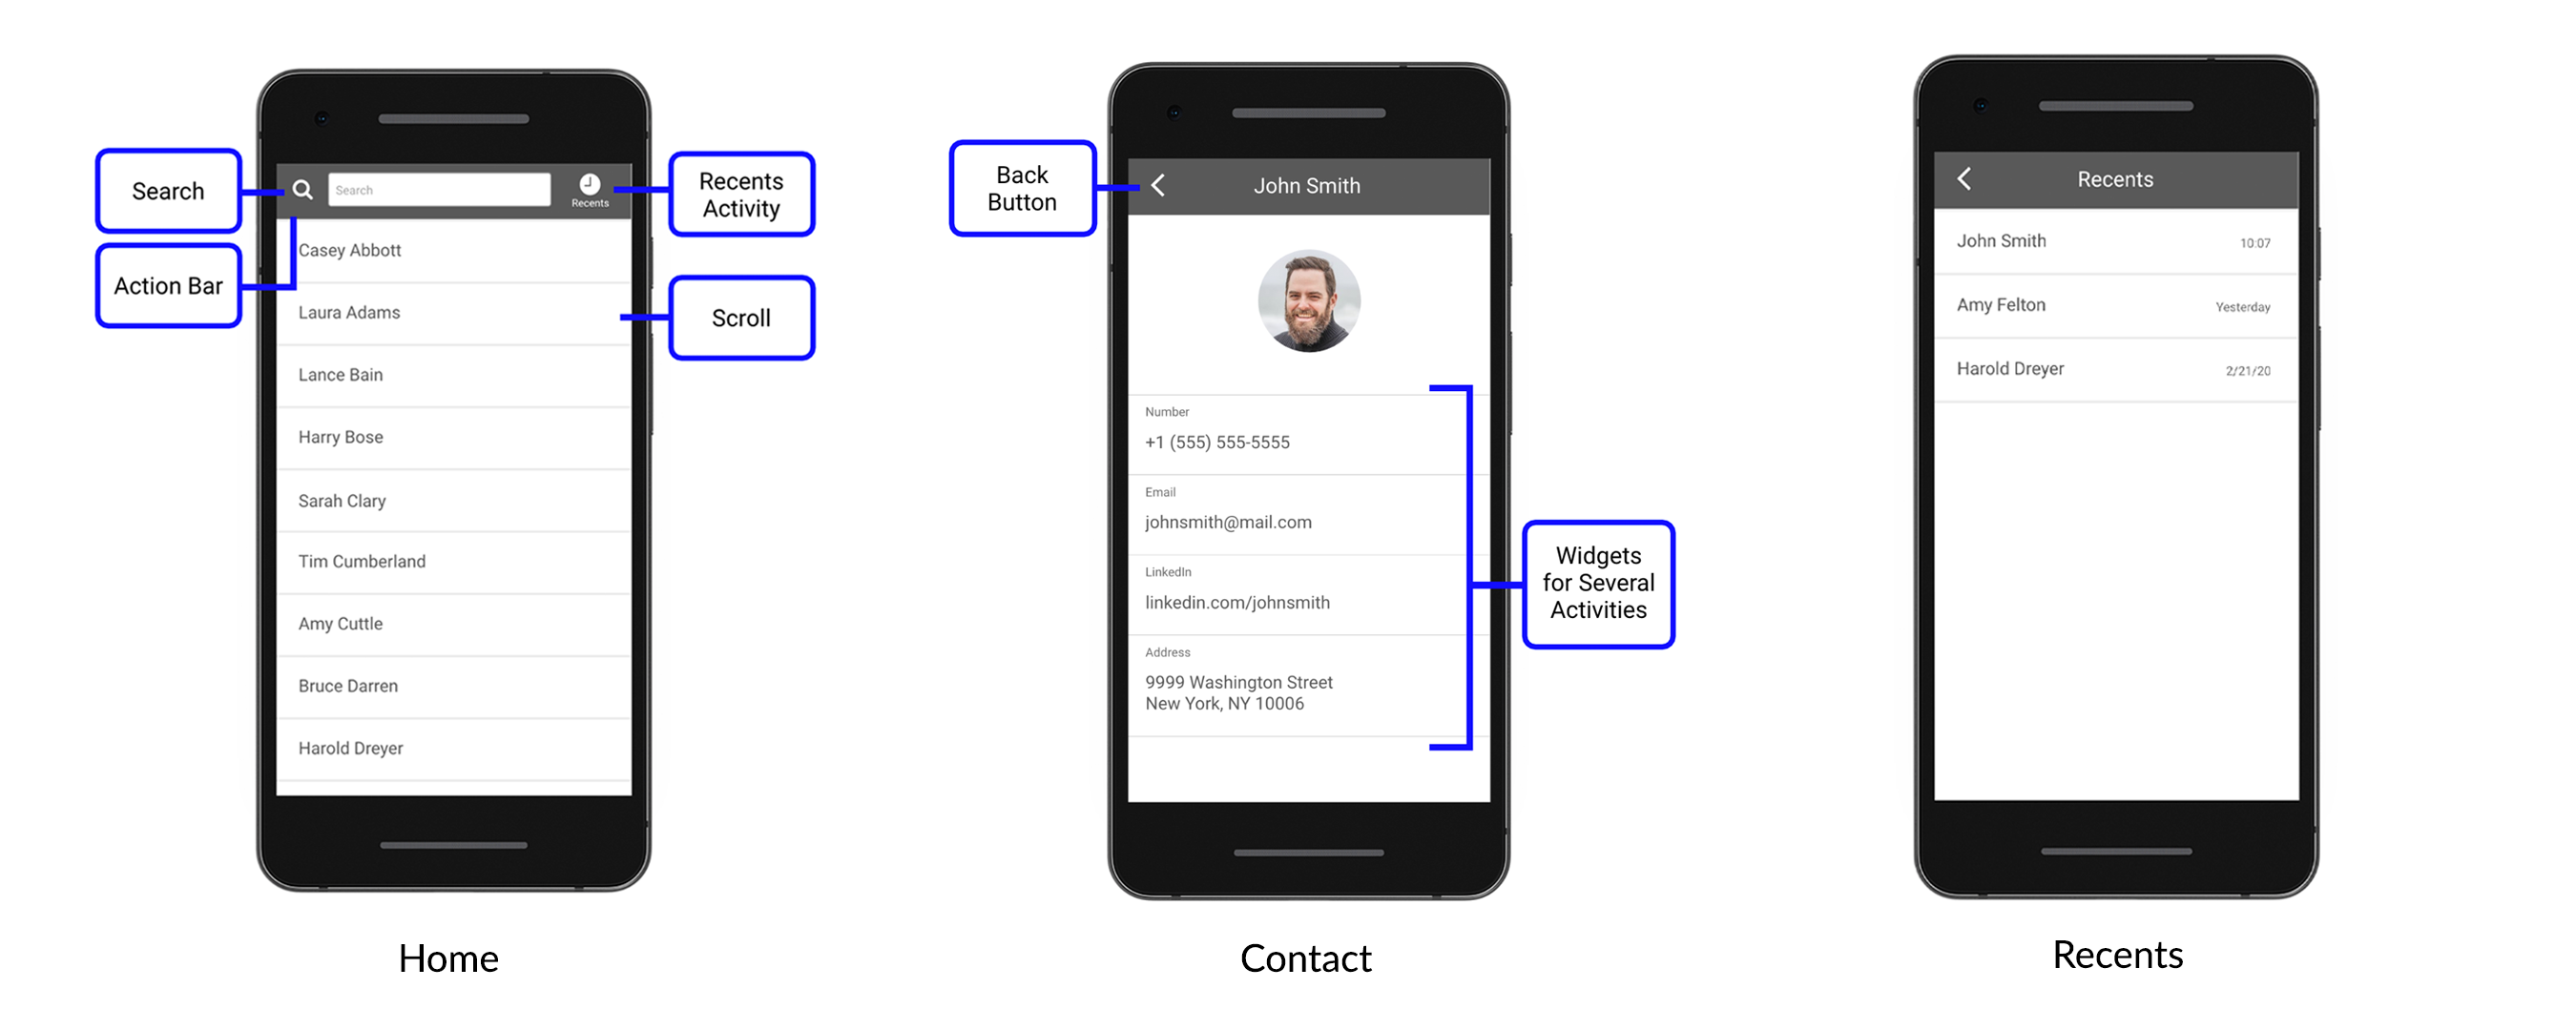 Search
Action Bar
Search
Recents
Recents
Activity
Scroll
Casey Abbott
Laura Adams
Lance Bain
Harry Bose
Sarah Clary
Tim Cumberland
Amy Cuttle
Bruce Darren
Harold Dreyer
Home
Back
Button
John Smith
Number
+1 (555) 555-5555
Email
johnsmith@mail.com
LinkedIn
linkedin.com/johnsmith
Address
9999 Washington Street
New York, NY 10006
Widgets
for Several
Activities
Contact
Recents
John Smith 10:07
Amy Felton Yesterday
Harold Dreyer 2/21/20
Recents